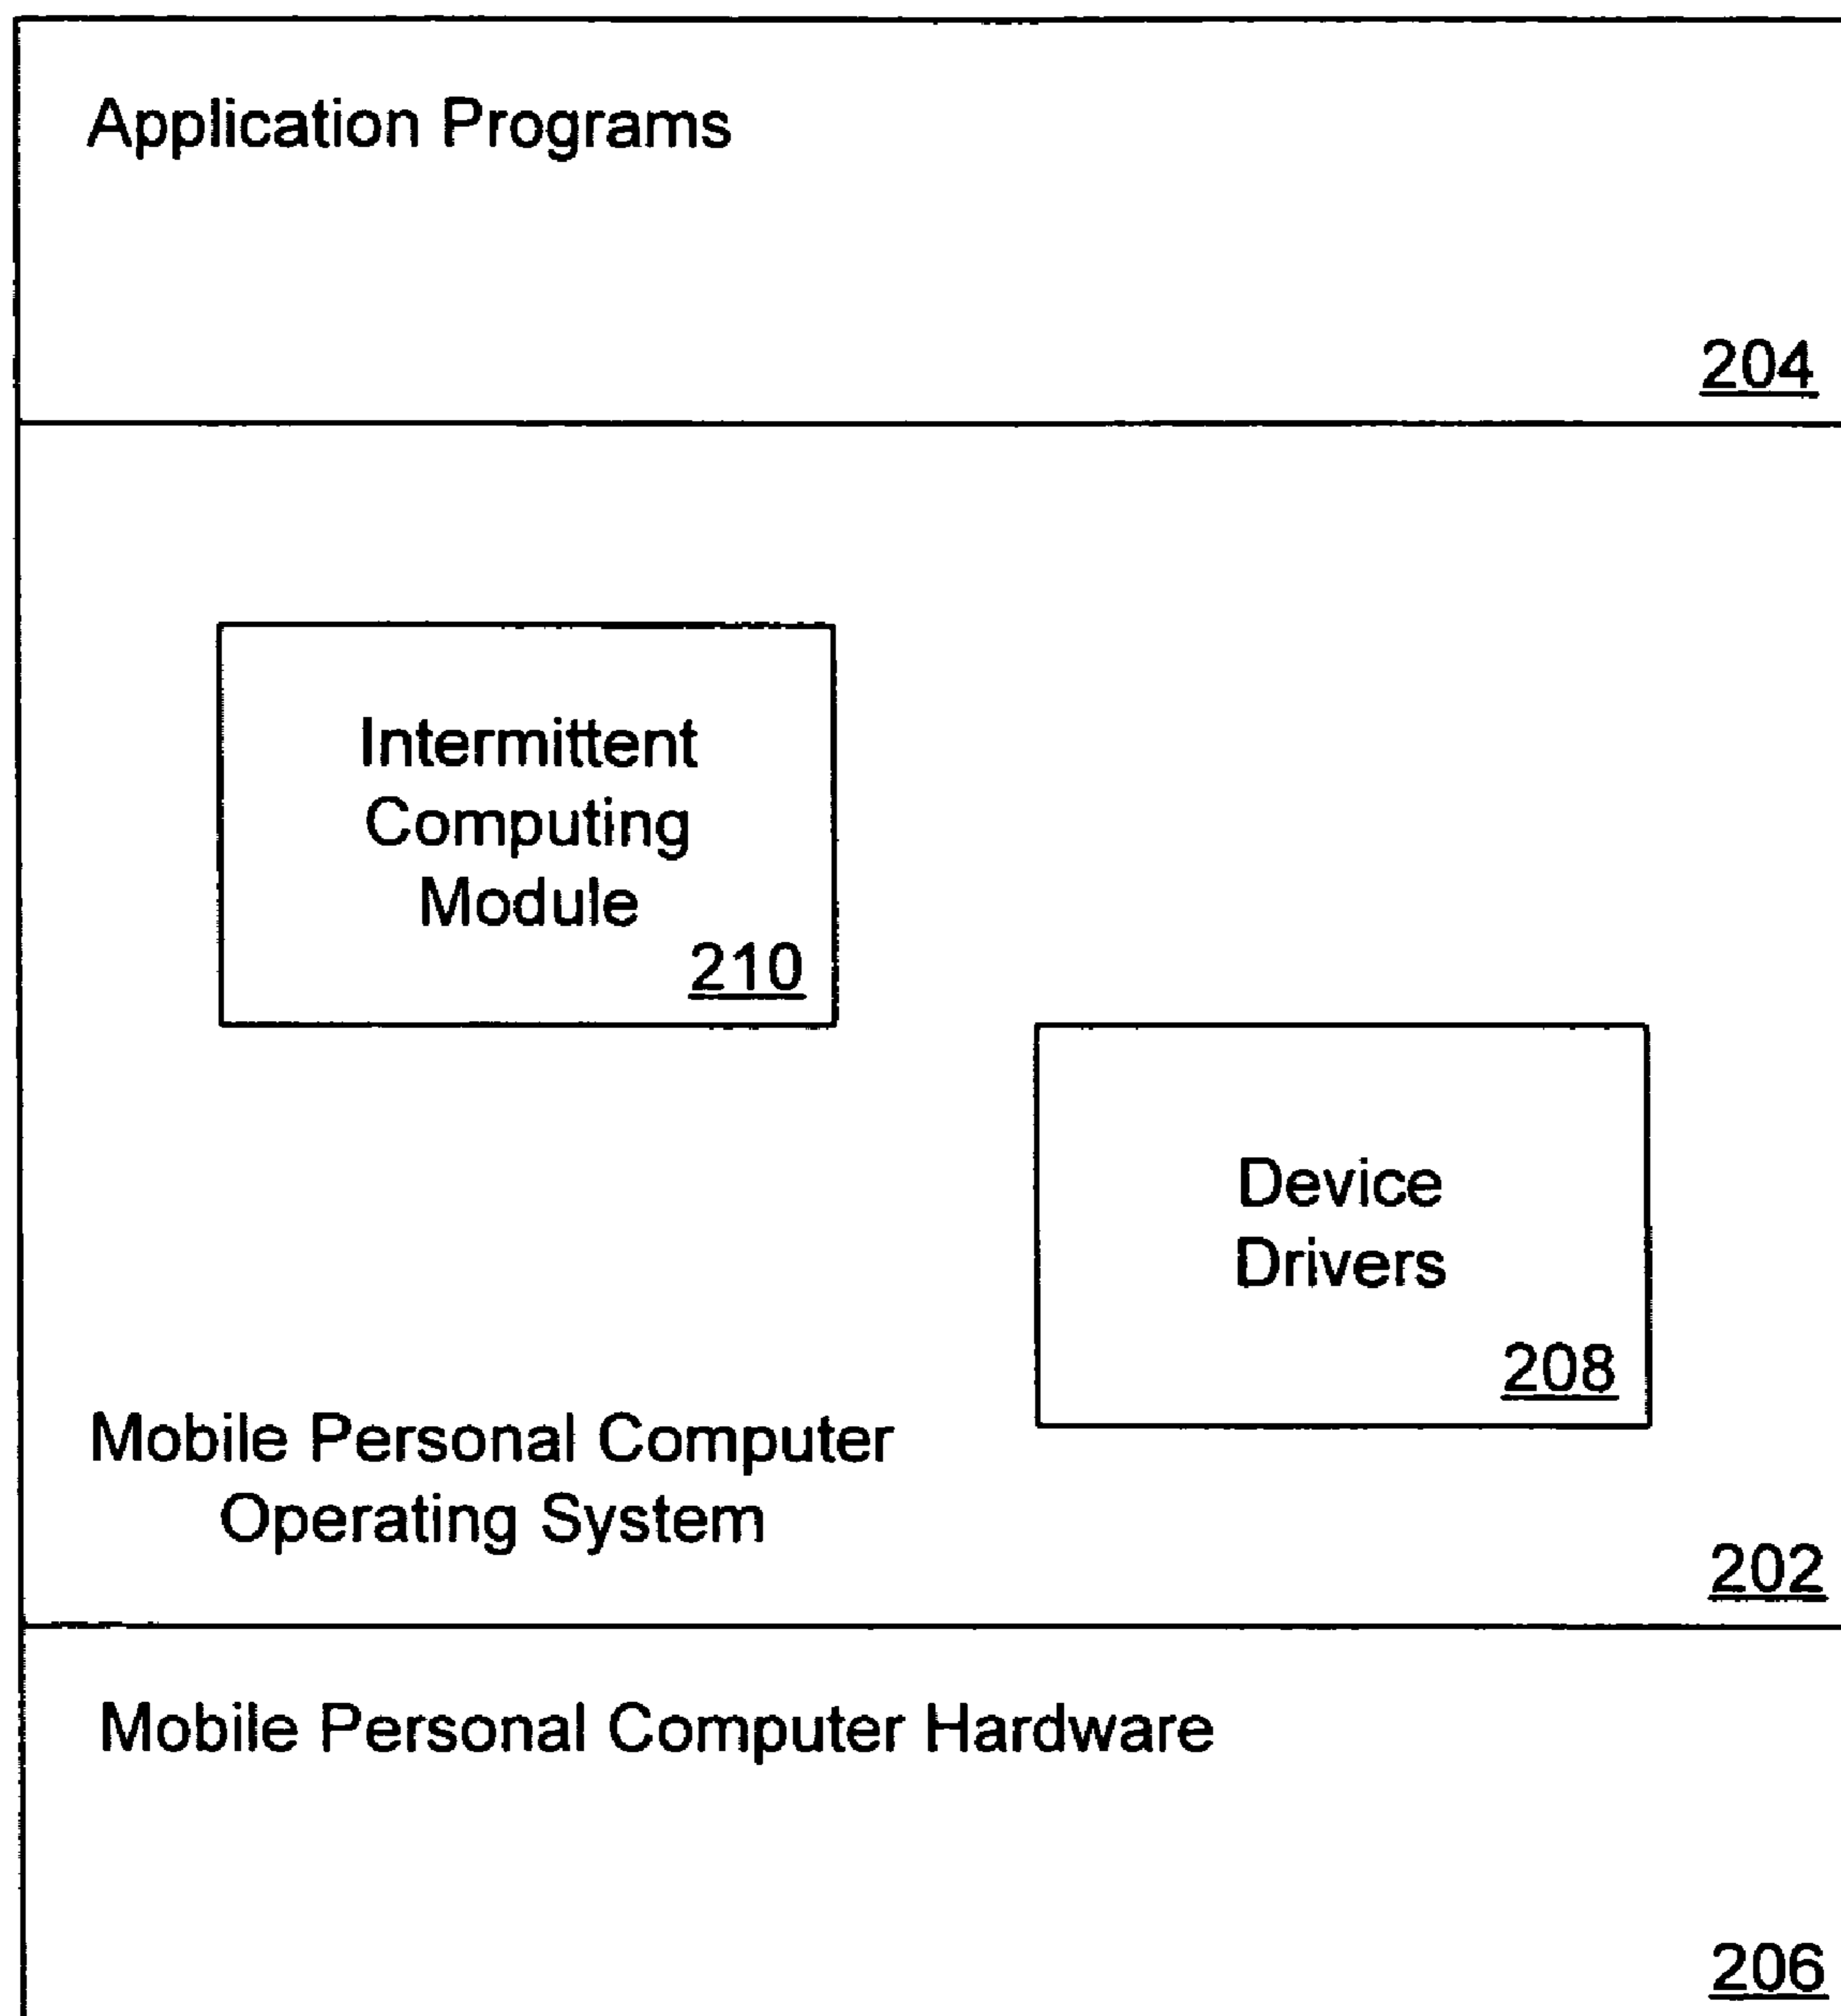 Application Programs
204
Intermittent
Computing
Module
210
Device
Drivers
208
Mobile Personal Computer
Operating System
202
Mobile Personal Computer Hardware
206